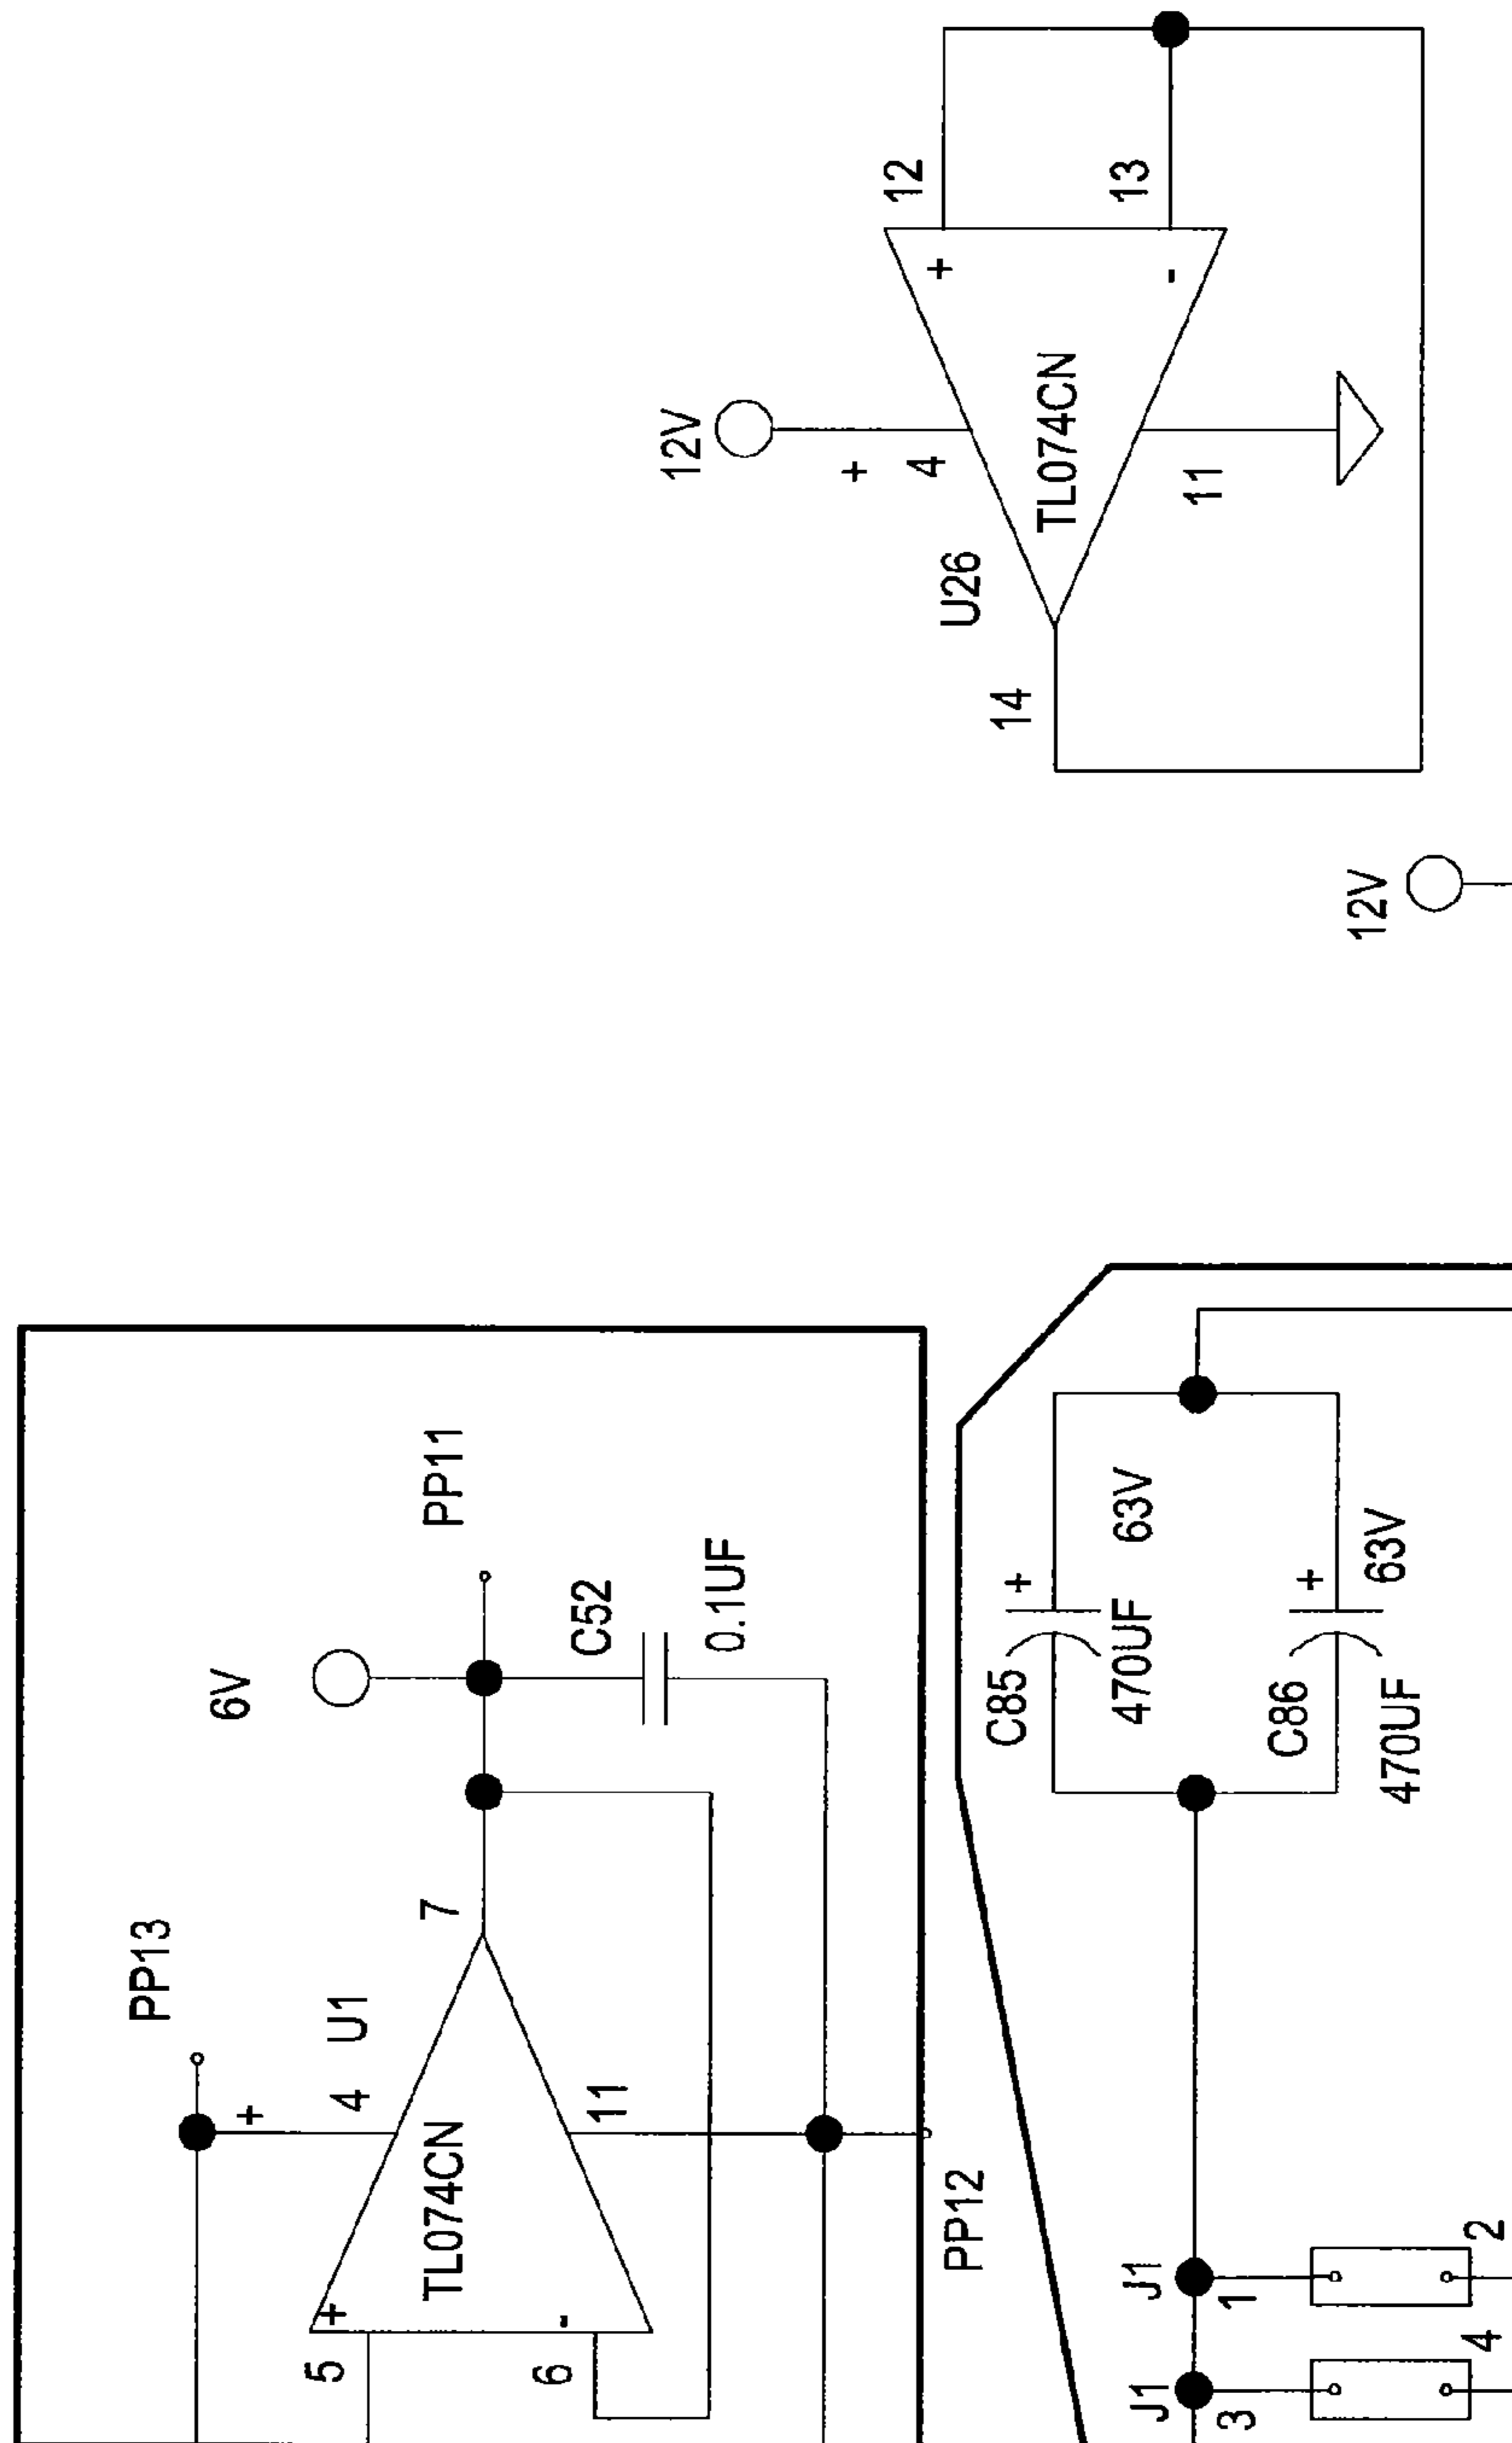 12
13
+
-
12V
+
4
TL074CN
11
U26
14
12V
PP11
6V
C52
0.1UF
63V
+
C85
470UF
63V
+
C86
470UF
7
PP13
U1
+
4
11
TL074CN
+
-
5
6
PP12
J1
1
2
J1
3
4